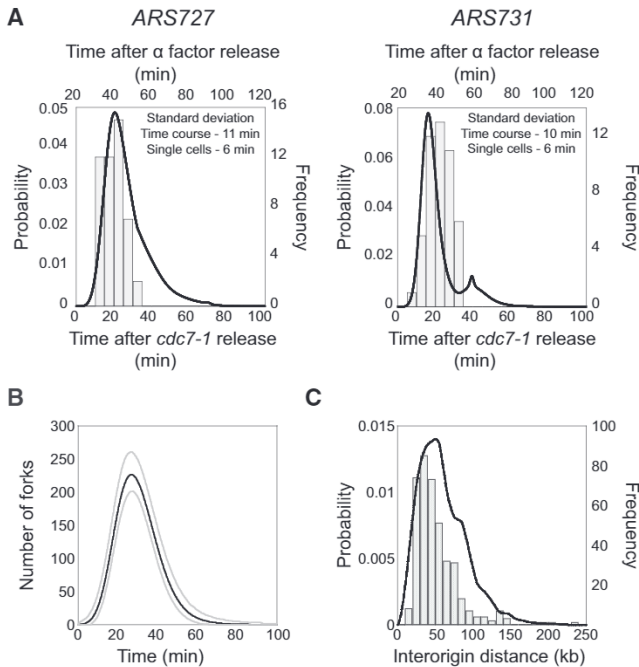 A
ARS727
Time after α factor release
(min)
20 40 60 80 100 120
0.05
0.04
0.03
0.02
0.01
0
Probability
Standard deviation
Time course - 11 min
Single cells - 6 min
16
12
8
4
0
Frequency
0 20 40 60 80 100
Time after cdc7-1 release
(min)
ARS731
Time after α factor release
(min)
20 40 60 80 100 120
0.08
0.06
0.04
0.02
0
Probability
Standard deviation
Time course - 10 min
Single cells - 6 min
12
8
4
0
Frequency
0 20 40 60 80 100
Time after cdc7-1 release
(min)
B
300
250
200
150
100
50
0
Number of forks
0 20 40 60 100
Time (min)
C
0.015
0.01
0.005
0
Probability
100
80
60
40
20
Frequency
0 50 100 150 200 250
Interorigin distance (kb)